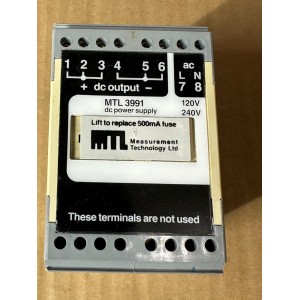 1 2 3 4 5 6
ac
L N
7 8
+ dc output −
MTL 3991
dc power supply
120V
240V
Lift to replace 500mA fuse
MTL
Measurement
Technology Ltd
These terminals are not used